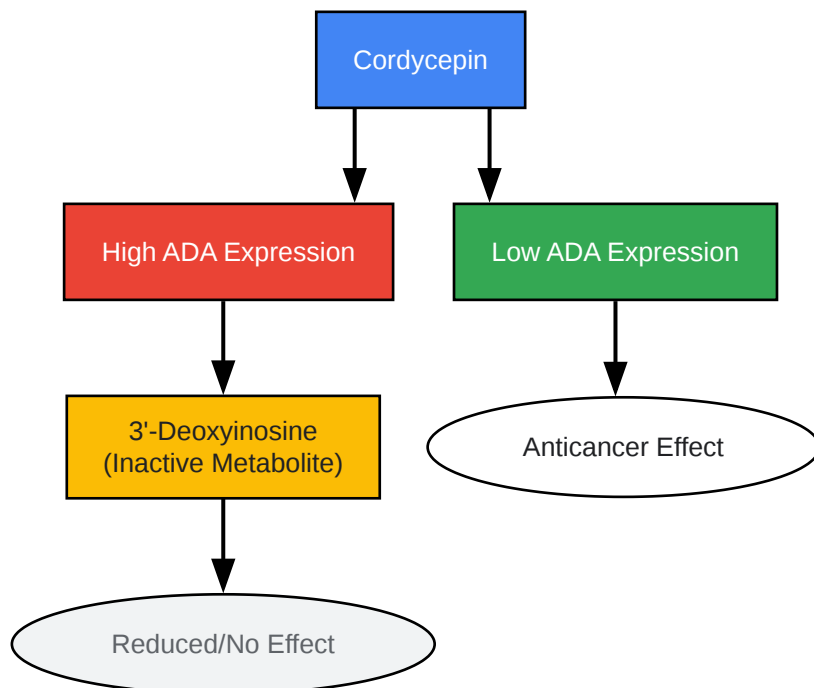 Cordycepin
High ADA Expression
Low ADA Expression
3'-Deoxyinosine
(Inactive Metabolite)
Anticancer Effect
Reduced/No Effect